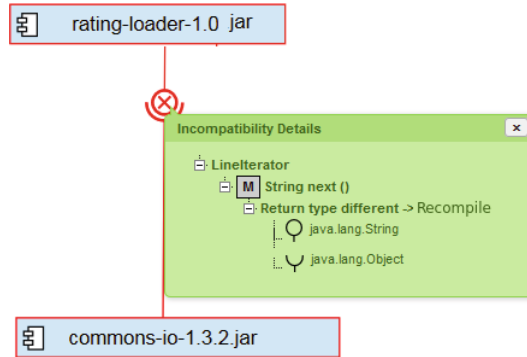 rating-loader-1.0 jar
Incompatibility Details
x
LineIterator
M String next ()
Return type different -> Recompile
java.lang.String
java.lang.Object
commons-io-1.3.2.jar